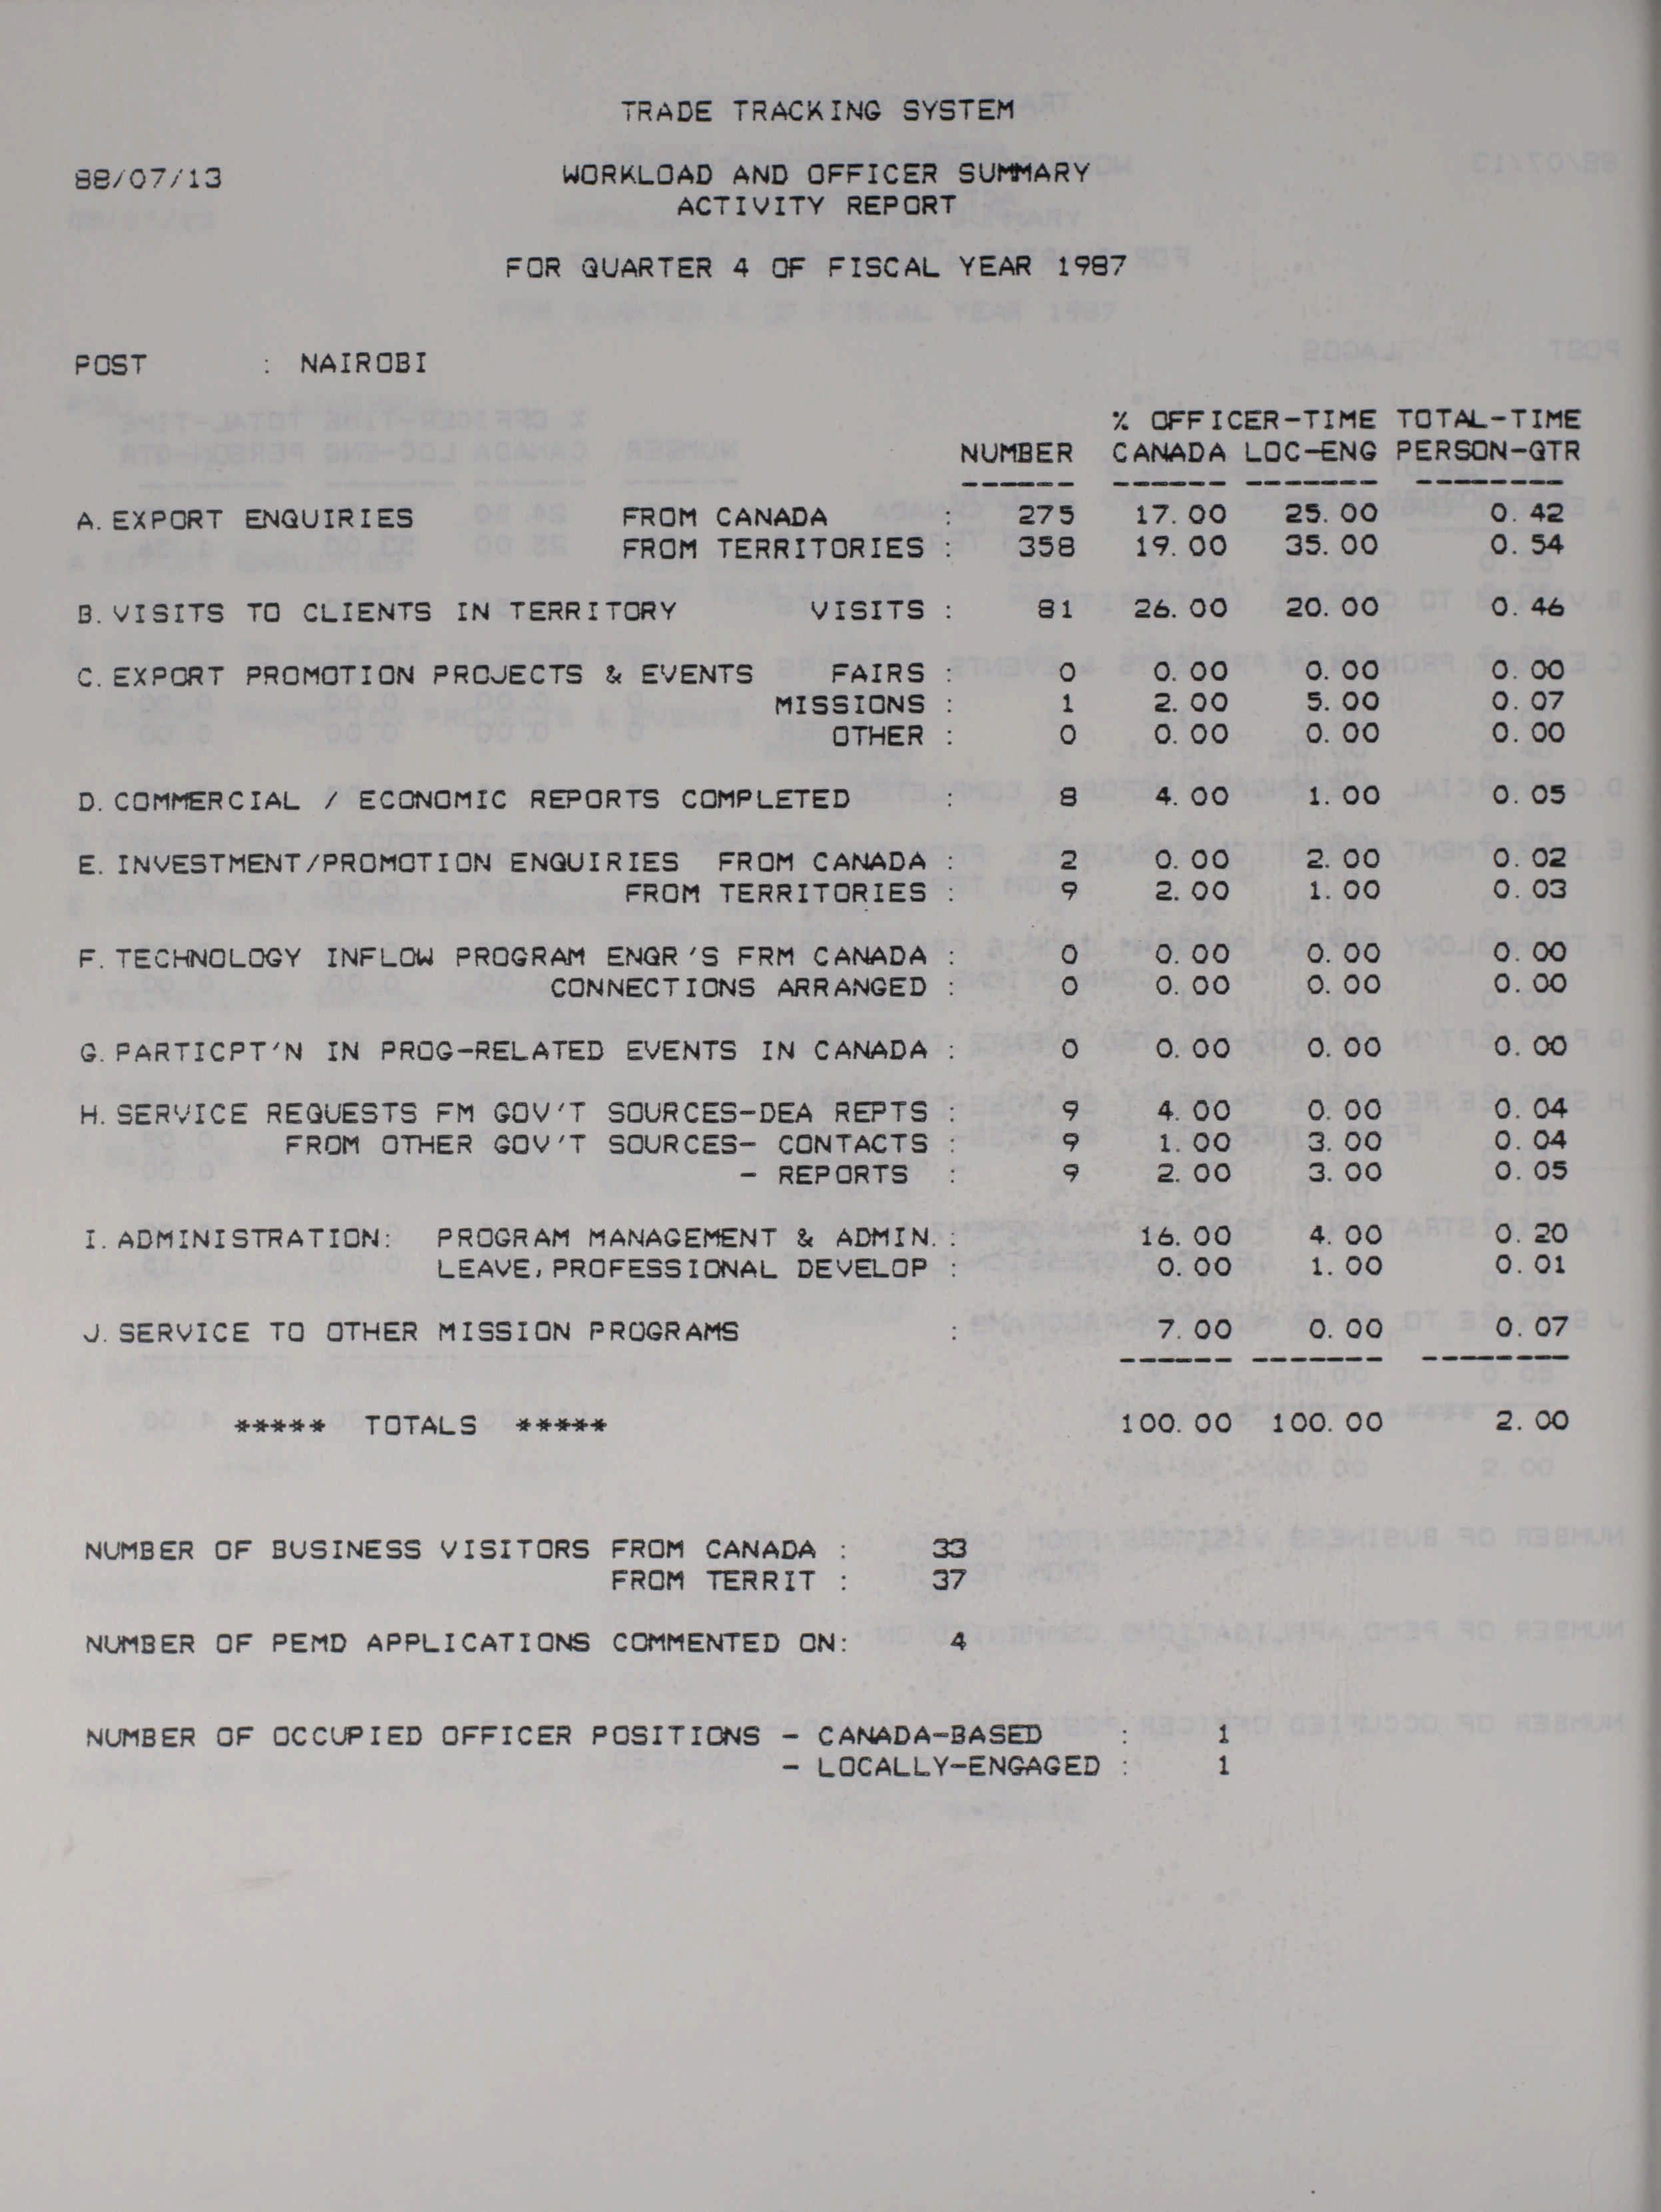 TRADE TRACKING SYSTEM
88/07/13 WORKLOAD AND OFFICER SUMMARY
ACTIVITY REPORT
FOR QUARTER 4 OF FISCAL YEAR 1987
POST : NAIROBI
% OFFICER-TIME TOTAL-TIME
NUMBER CANADA LOC-ENG PERSON-QTR
------ ------ ------- --------
A. EXPORT ENQUIRIES FROM CANADA : 275 17.00 25.00 0.42
FROM TERRITORIES : 358 19.00 35.00 0.54
B. VISITS TO CLIENTS IN TERRITORY VISITS : 81 26.00 20.00 0.46
C. EXPORT PROMOTION PROJECTS & EVENTS FAIRS : 0 0.00 0.00 0.00
MISSIONS : 1 2.00 5.00 0.07
OTHER : 0 0.00 0.00 0.00
D. COMMERCIAL / ECONOMIC REPORTS COMPLETED : 8 4.00 1.00 0.05
E. INVESTMENT/PROMOTION ENQUIRIES FROM CANADA : 2 0.00 2.00 0.02
FROM TERRITORIES : 9 2.00 1.00 0.03
F. TECHNOLOGY INFLOW PROGRAM ENQR'S FRM CANADA : 0 0.00 0.00 0.00
CONNECTIONS ARRANGED : 0 0.00 0.00 0.00
G. PARTICPT'N IN PROG-RELATED EVENTS IN CANADA : 0 0.00 0.00 0.00
H. SERVICE REQUESTS FM GOV'T SOURCES-DEA REPTS : 9 4.00 0.00 0.04
FROM OTHER GOV'T SOURCES- CONTACTS : 9 1.00 3.00 0.04
- REPORTS : 9 2.00 3.00 0.05
I. ADMINISTRATION: PROGRAM MANAGEMENT & ADMIN. : 16.00 4.00 0.20
LEAVE, PROFESSIONAL DEVELOP : 0.00 1.00 0.01
J. SERVICE TO OTHER MISSION PROGRAMS : 7.00 0.00 0.07
------ ------- --------
***** TOTALS ***** 100.00 100.00 2.00
NUMBER OF BUSINESS VISITORS FROM CANADA : 33
FROM TERRIT : 37
NUMBER OF PEMD APPLICATIONS COMMENTED ON: 4
NUMBER OF OCCUPIED OFFICER POSITIONS - CANADA-BASED : 1
- LOCALLY-ENGAGED : 1